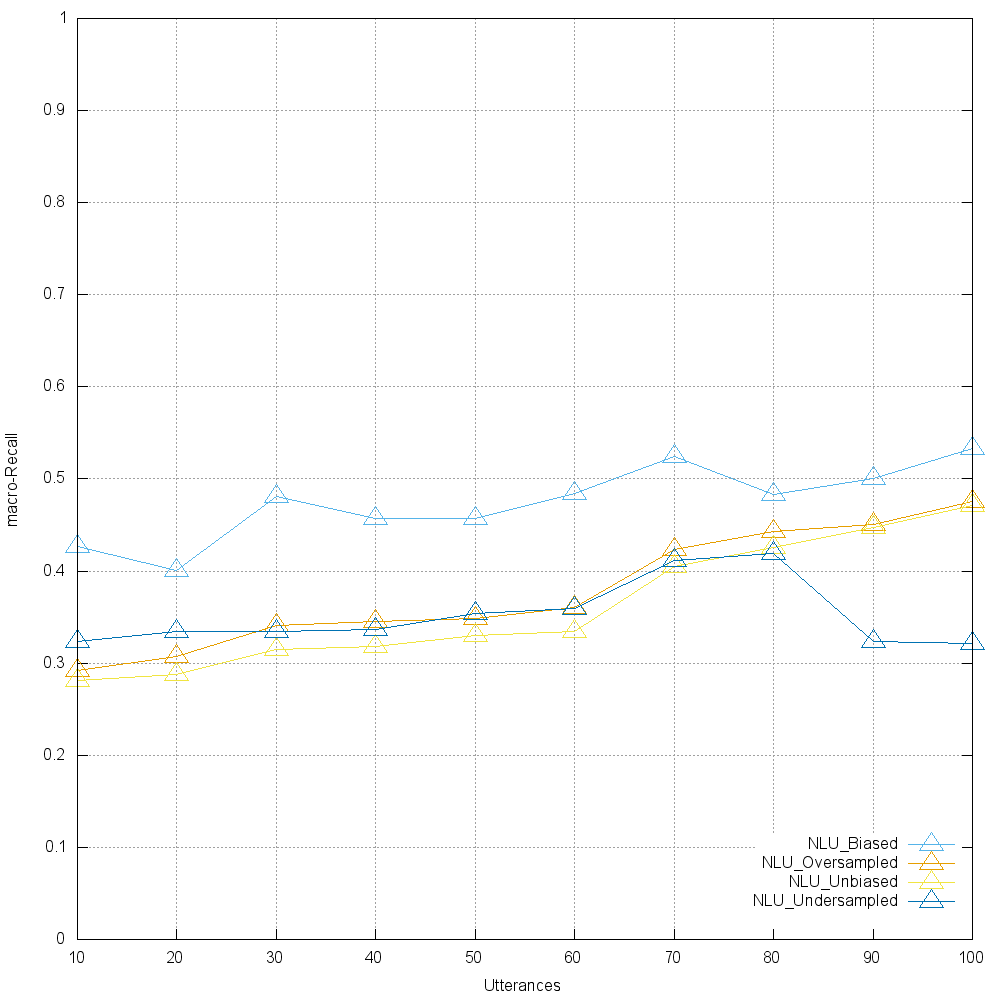 1
0.9
0.8
0.7
0.6
0.5
0.4
0.3
0.2
0.1
0
macro-Recall
NLU_Biased
NLU_Oversampled
NLU_Unbiased
NLU_Undersampled
10 20 30 40 50 60 70 80 90 100
Utterances